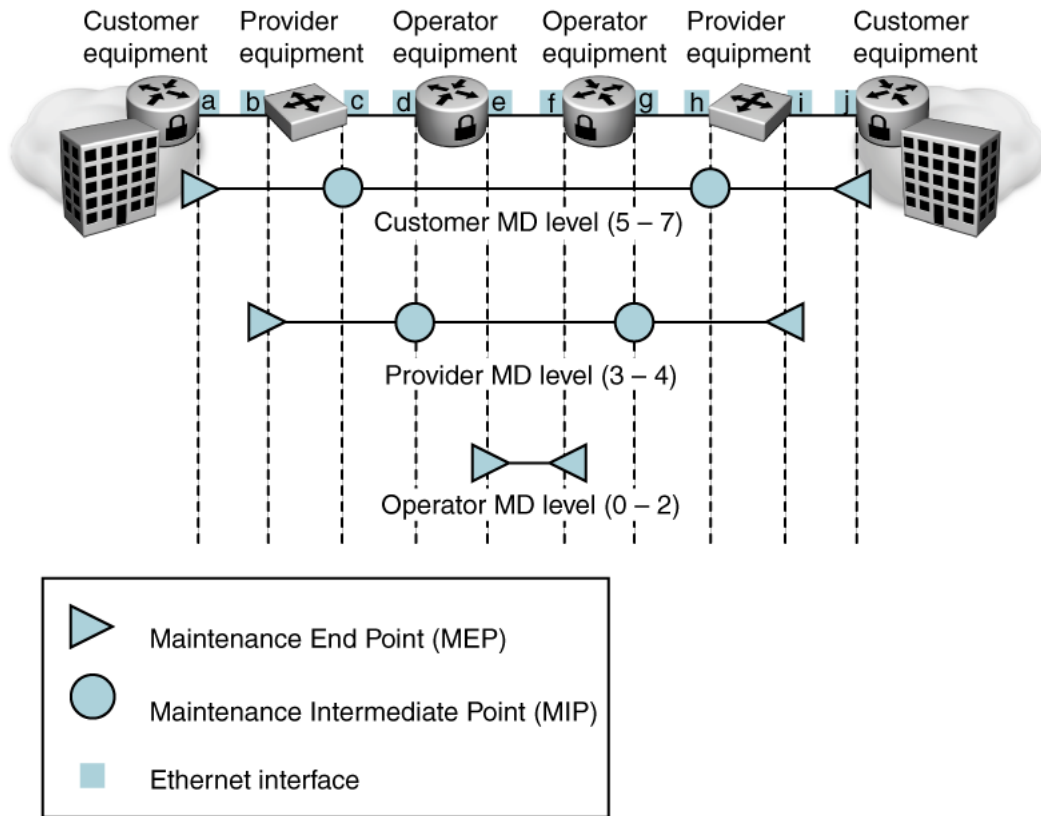 Customer equipment
Provider equipment
Operator equipment
Operator equipment
Provider equipment
Customer equipment
a b c d e f g h i j
Customer MD level (5 – 7)
Provider MD level (3 – 4)
Operator MD level (0 – 2)
Maintenance End Point (MEP)
Maintenance Intermediate Point (MIP)
Ethernet interface